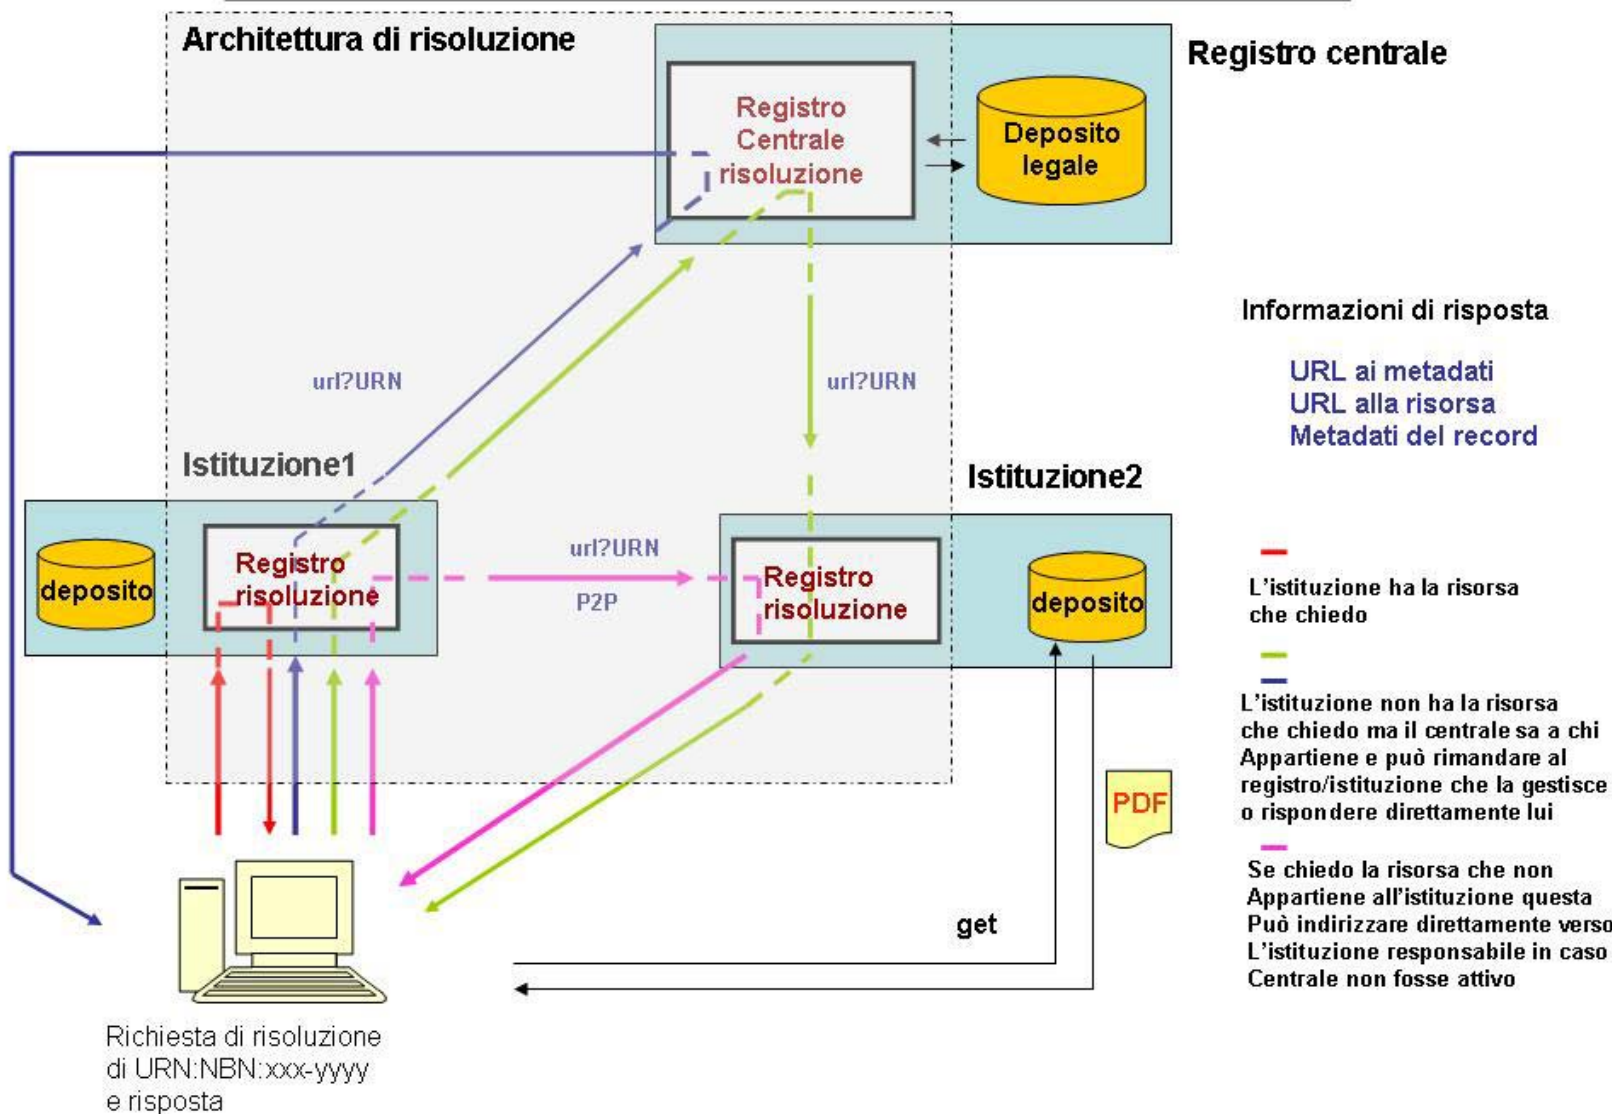 Architettura di risoluzione
Registro centrale
Registro
Centrale
risoluzione
Deposito
legale
Informazioni di risposta
URL ai metadati
URL alla risorsa
Metadati del record
url?URN
url?URN
Istituzione1
Istituzione2
deposito
Registro
risoluzione
url?URN
P2P
Registro
risoluzione
deposito
L'istituzione ha la risorsa
che chiedo
L'istituzione non ha la risorsa
che chiedo ma il centrale sa a chi
Appartiene e può rimandare al
registro/istituzione che la gestisce
o rispondere direttamente lui
PDF
Se chiedo la risorsa che non
Appartiene all'istituzione questa
Può indirizzare direttamente verso
L'istituzione responsabile in caso
Centrale non fosse attivo
get
Richiesta di risoluzione
di URN:NBN:xxx-yyyy
e risposta